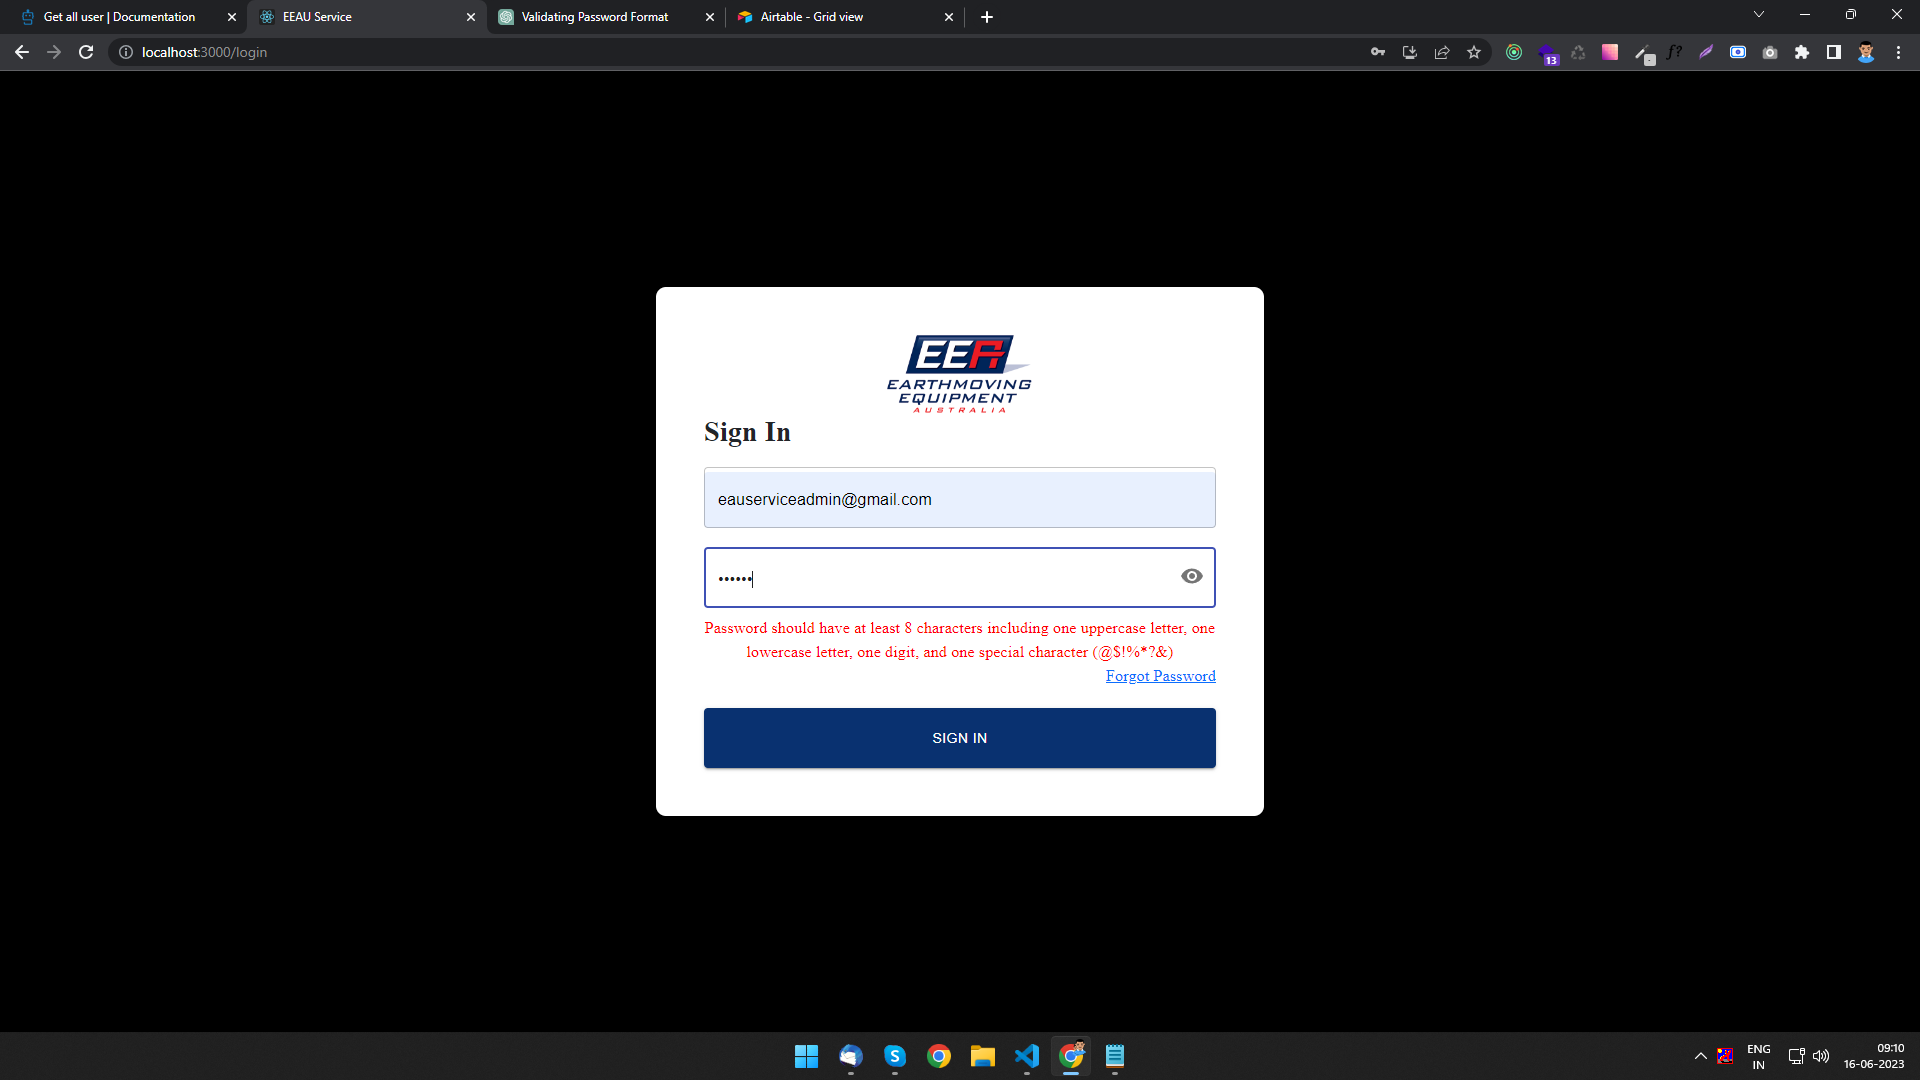 Get all user | Documentation
EEAU Service
Validating Password Format
Airtable - Grid view
localhost:3000/login
13
f?
EEA
EARTHMOVING
EQUIPMENT
AUSTRALIA
Sign In
eauserviceadmin@gmail.com
••••••
Password should have at least 8 characters including one uppercase letter, one
lowercase letter, one digit, and one special character (@$!%*?&)
Forgot Password
SIGN IN
S
ENG
IN
09:10
16-06-2023